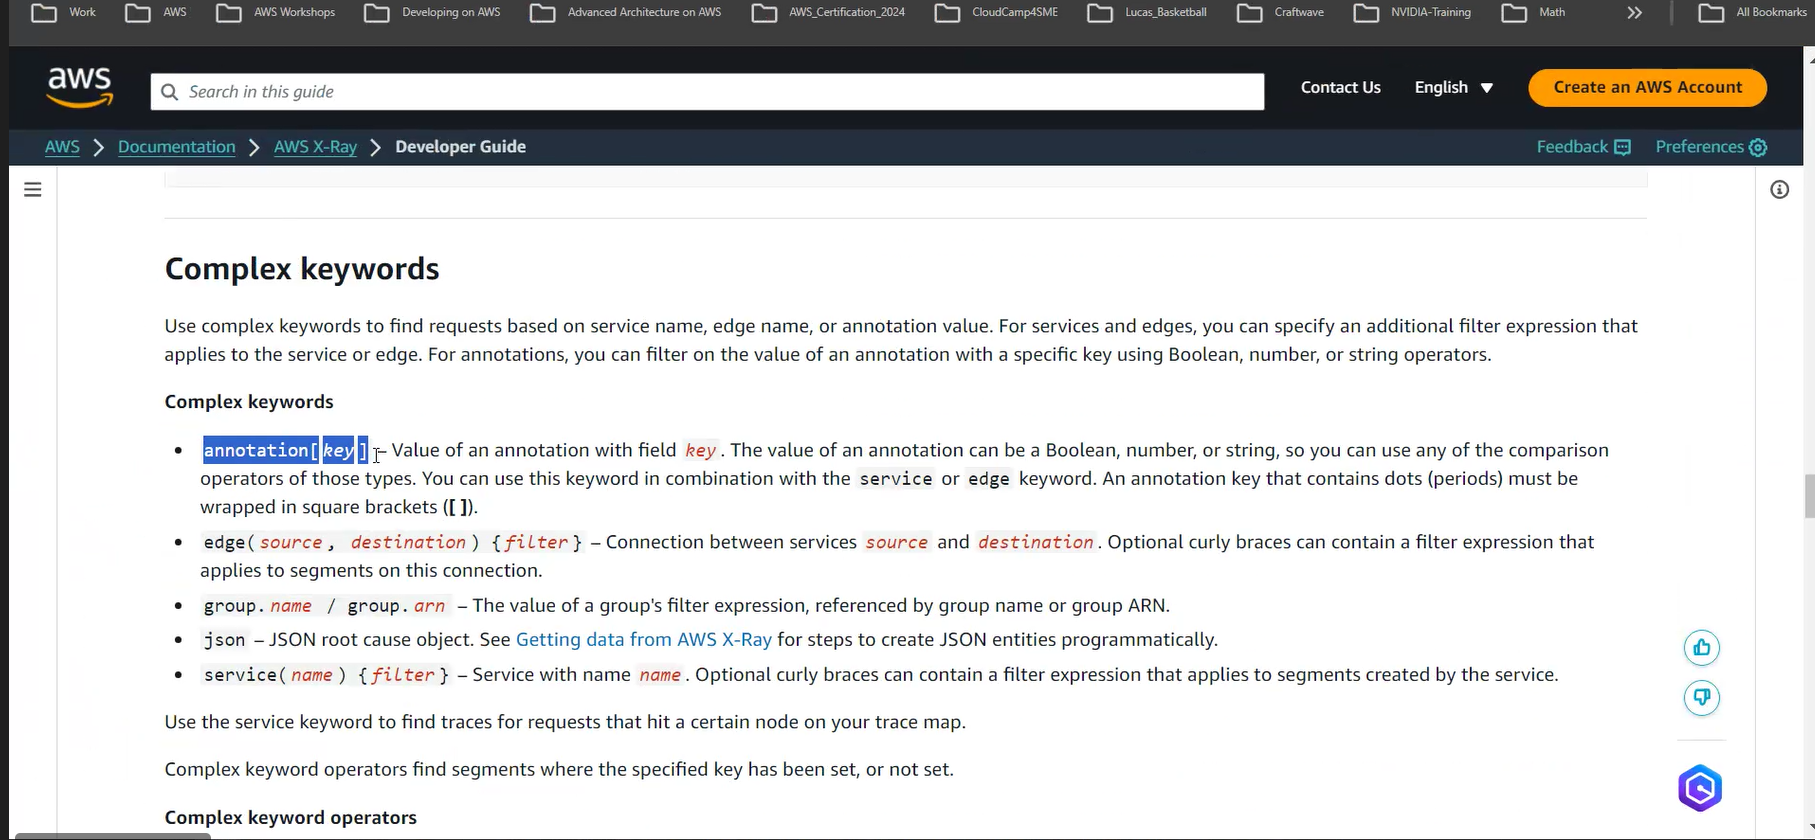 Work AWS AWS Workshops Developing on AWS Advanced Architecture on AWS AWS_Certification_2024 CloudCamp4SME Lucas_Basketball Craftwave NVIDIA-Training Math » All Bookmarks
aws Search in this guide Contact Us English Create an AWS Account
AWS > Documentation > AWS X-Ray > Developer Guide Feedback Preferences
Complex keywords
Use complex keywords to find requests based on service name, edge name, or annotation value. For services and edges, you can specify an additional filter expression that
applies to the service or edge. For annotations, you can filter on the value of an annotation with a specific key using Boolean, number, or string operators.
Complex keywords
• annotation[key] – Value of an annotation with field key. The value of an annotation can be a Boolean, number, or string, so you can use any of the comparison
operators of those types. You can use this keyword in combination with the service or edge keyword. An annotation key that contains dots (periods) must be
wrapped in square brackets ([ ]).
• edge(source, destination) {filter} – Connection between services source and destination. Optional curly braces can contain a filter expression that
applies to segments on this connection.
• group.name / group.arn – The value of a group's filter expression, referenced by group name or group ARN.
• json – JSON root cause object. See Getting data from AWS X-Ray for steps to create JSON entities programmatically.
• service(name) {filter} – Service with name name. Optional curly braces can contain a filter expression that applies to segments created by the service.
Use the service keyword to find traces for requests that hit a certain node on your trace map.
Complex keyword operators find segments where the specified key has been set, or not set.
Complex keyword operators